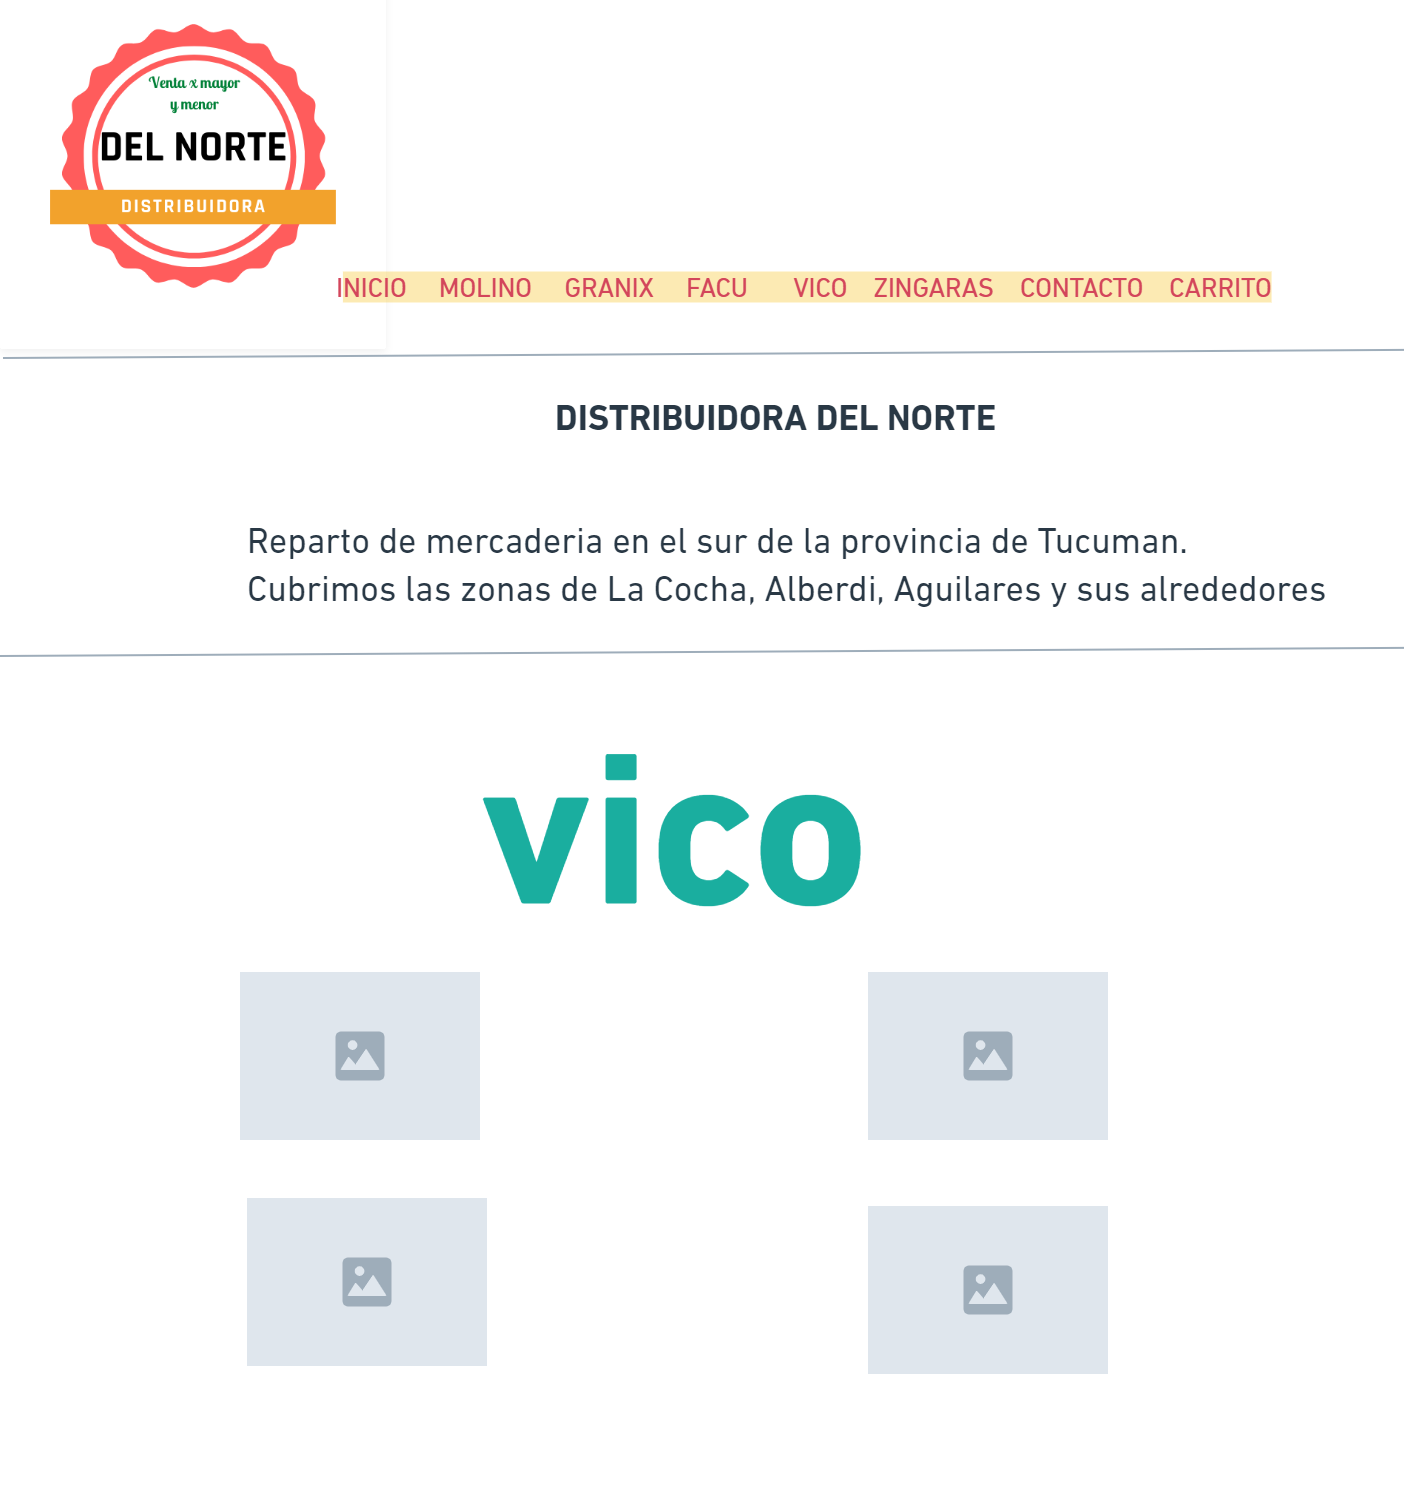 Venta x mayor
y menor
DEL NORTE
DISTRIBUIDORA
INICIO MOLINO GRANIX FACU VICO ZINGARAS CONTACTO CARRITO
DISTRIBUIDORA DEL NORTE
Reparto de mercaderia en el sur de la provincia de Tucuman.
Cubrimos las zonas de La Cocha, Alberdi, Aguilares y sus alrededores
vico